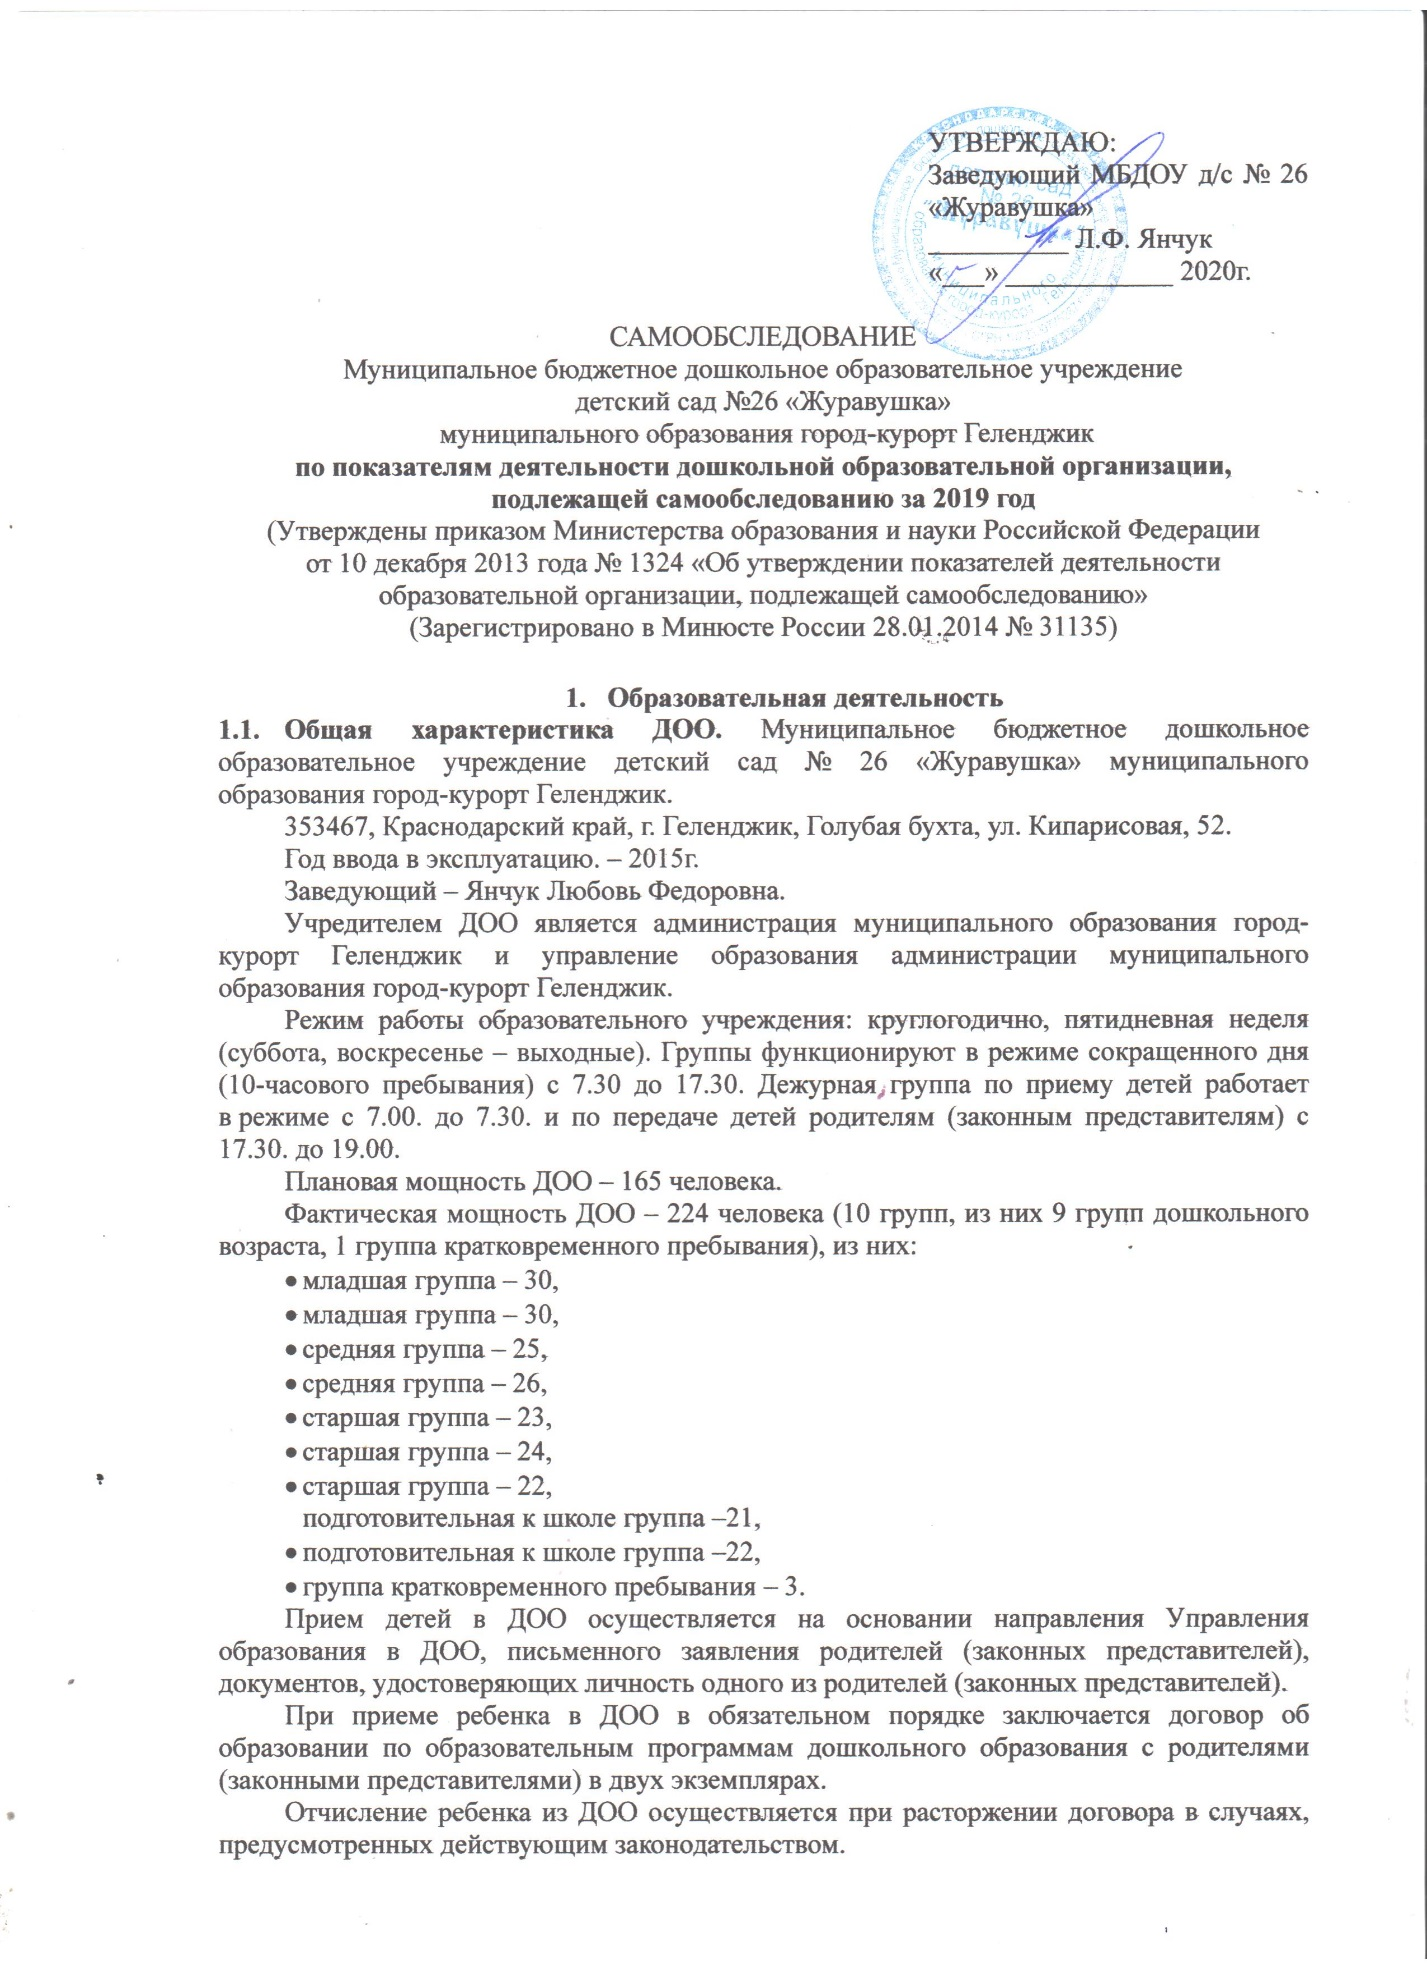 УТВЕРЖДАЮ:
Заведующий МБДОУ д/с № 26
«Журавушка»
__________ Л.Ф. Янчук
«___» ____________ 2020г.
САМООБСЛЕДОВАНИЕ
Муниципальное бюджетное дошкольное образовательное учреждение
детский сад №26 «Журавушка»
муниципального образования город-курорт Геленджик
по показателям деятельности дошкольной образовательной организации,
подлежащей самообследованию за 2019 год
(Утверждены приказом Министерства образования и науки Российской Федерации
от 10 декабря 2013 года № 1324 «Об утверждении показателей деятельности
образовательной организации, подлежащей самообследованию»
(Зарегистрировано в Минюсте России 28.01.2014 № 31135)
1. Образовательная деятельность
1.1. Общая характеристика ДОО. Муниципальное бюджетное дошкольное
образовательное учреждение детский сад № 26 «Журавушка» муниципального
образования город-курорт Геленджик.
353467, Краснодарский край, г. Геленджик, Голубая бухта, ул. Кипарисовая, 52.
Год ввода в эксплуатацию. – 2015г.
Заведующий – Янчук Любовь Федоровна.
Учредителем ДОО является администрация муниципального образования город-
курорт Геленджик и управление образования администрации муниципального
образования город-курорт Геленджик.
Режим работы образовательного учреждения: круглогодично, пятидневная неделя
(суббота, воскресенье – выходные). Группы функционируют в режиме сокращенного дня
(10-часового пребывания) с 7.30 до 17.30. Дежурная группа по приему детей работает
в режиме с 7.00. до 7.30. и по передаче детей родителям (законным представителям) с
17.30. до 19.00.
Плановая мощность ДОО – 165 человека.
Фактическая мощность ДОО – 224 человека (10 групп, из них 9 групп дошкольного
возраста, 1 группа кратковременного пребывания), из них:
• младшая группа – 30,
• младшая группа – 30,
• средняя группа – 25,
• средняя группа – 26,
• старшая группа – 23,
• старшая группа – 24,
• старшая группа – 22,
подготовительная к школе группа –21,
• подготовительная к школе группа –22,
• группа кратковременного пребывания – 3.
Прием детей в ДОО осуществляется на основании направления Управления
образования в ДОО, письменного заявления родителей (законных представителей),
документов, удостоверяющих личность одного из родителей (законных представителей).
При приеме ребенка в ДОО в обязательном порядке заключается договор об
образовании по образовательным программам дошкольного образования с родителями
(законными представителями) в двух экземплярах.
Отчисление ребенка из ДОО осуществляется при расторжении договора в случаях,
предусмотренных действующим законодательством.